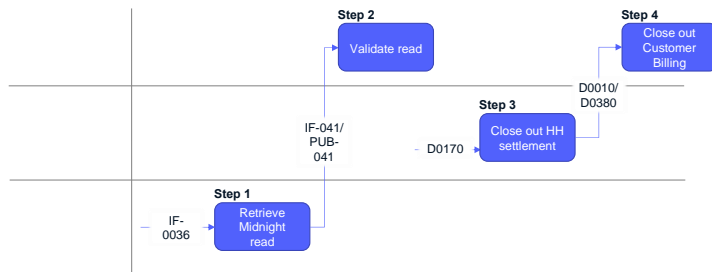 Step 2
Validate read
Step 4
Close out
Customer
Billing
D0010/
D0380
Step 3
Close out HH
settlement
D0170
IF-041/
PUB-
041
Step 1
Retrieve
Midnight
read
IF-
0036